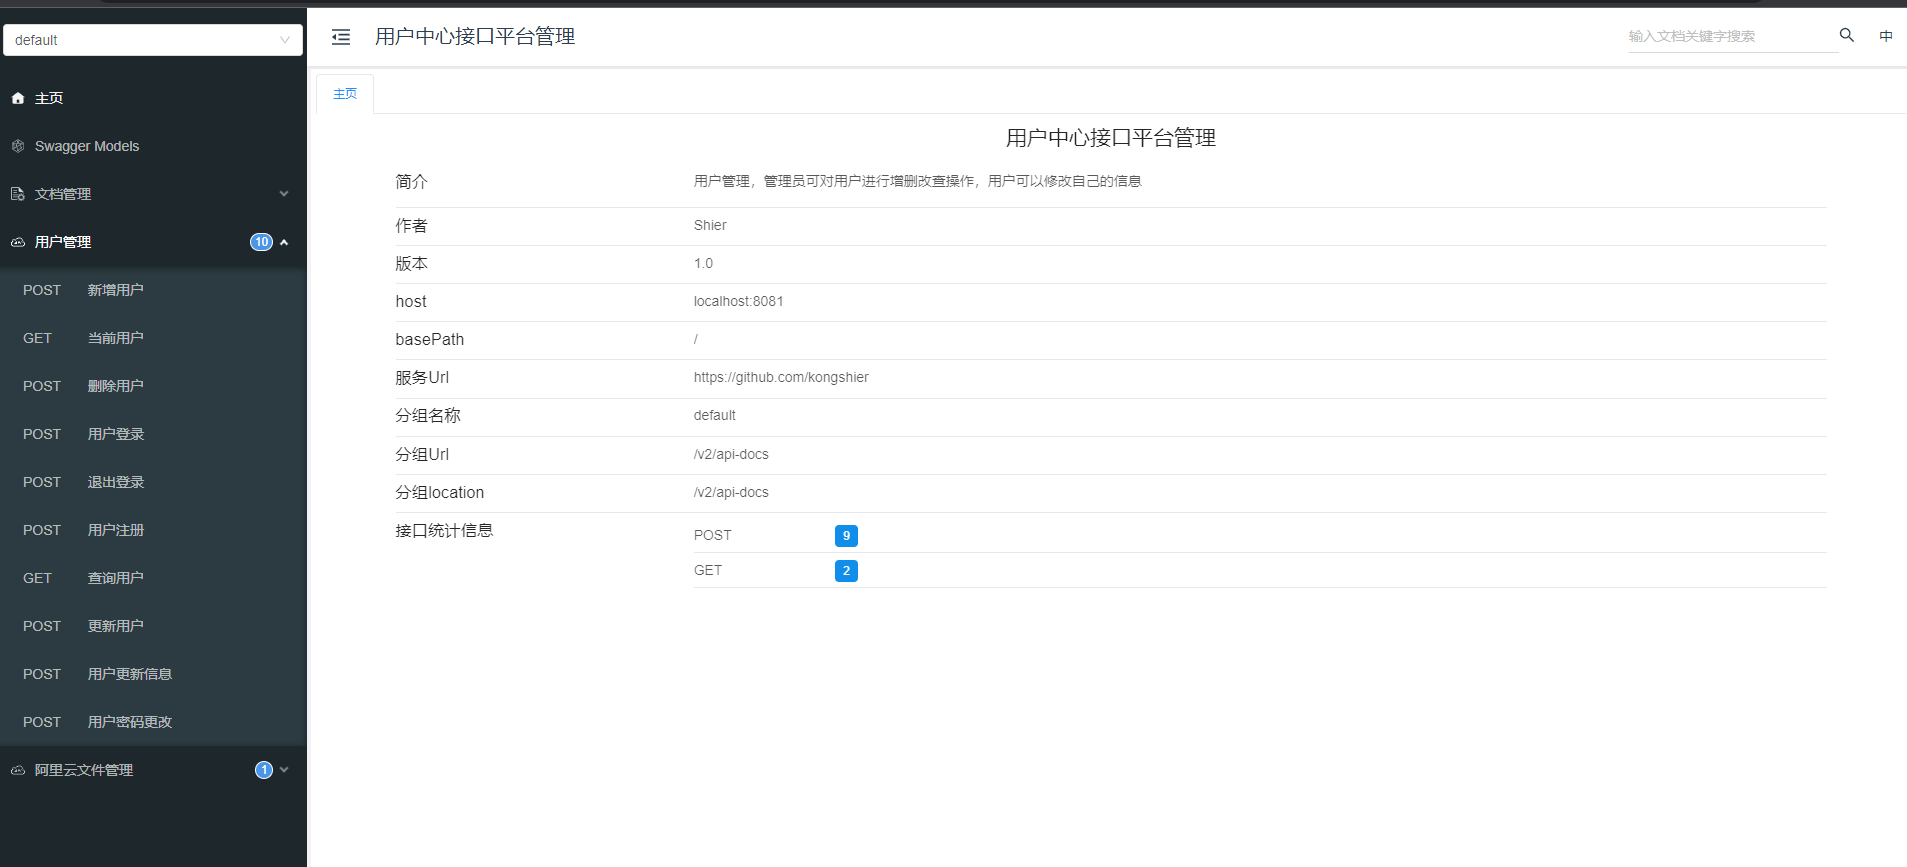 default
主页
Swagger Models
文档管理
用户管理 10
POST 新增用户
GET 当前用户
POST 删除用户
POST 用户登录
POST 退出登录
POST 用户注册
GET 查询用户
POST 更新用户
POST 用户更新信息
POST 用户密码更改
阿里云文件管理 1
用户中心接口平台管理
输入文档关键字搜索
中
主页
用户中心接口平台管理
简介 用户管理，管理员可对用户进行增删改查操作，用户可以修改自己的信息
作者 Shier
版本 1.0
host localhost:8081
basePath /
服务Url https://github.com/kongshier
分组名称 default
分组Url /v2/api-docs
分组location /v2/api-docs
接口统计信息 POST 9
GET 2